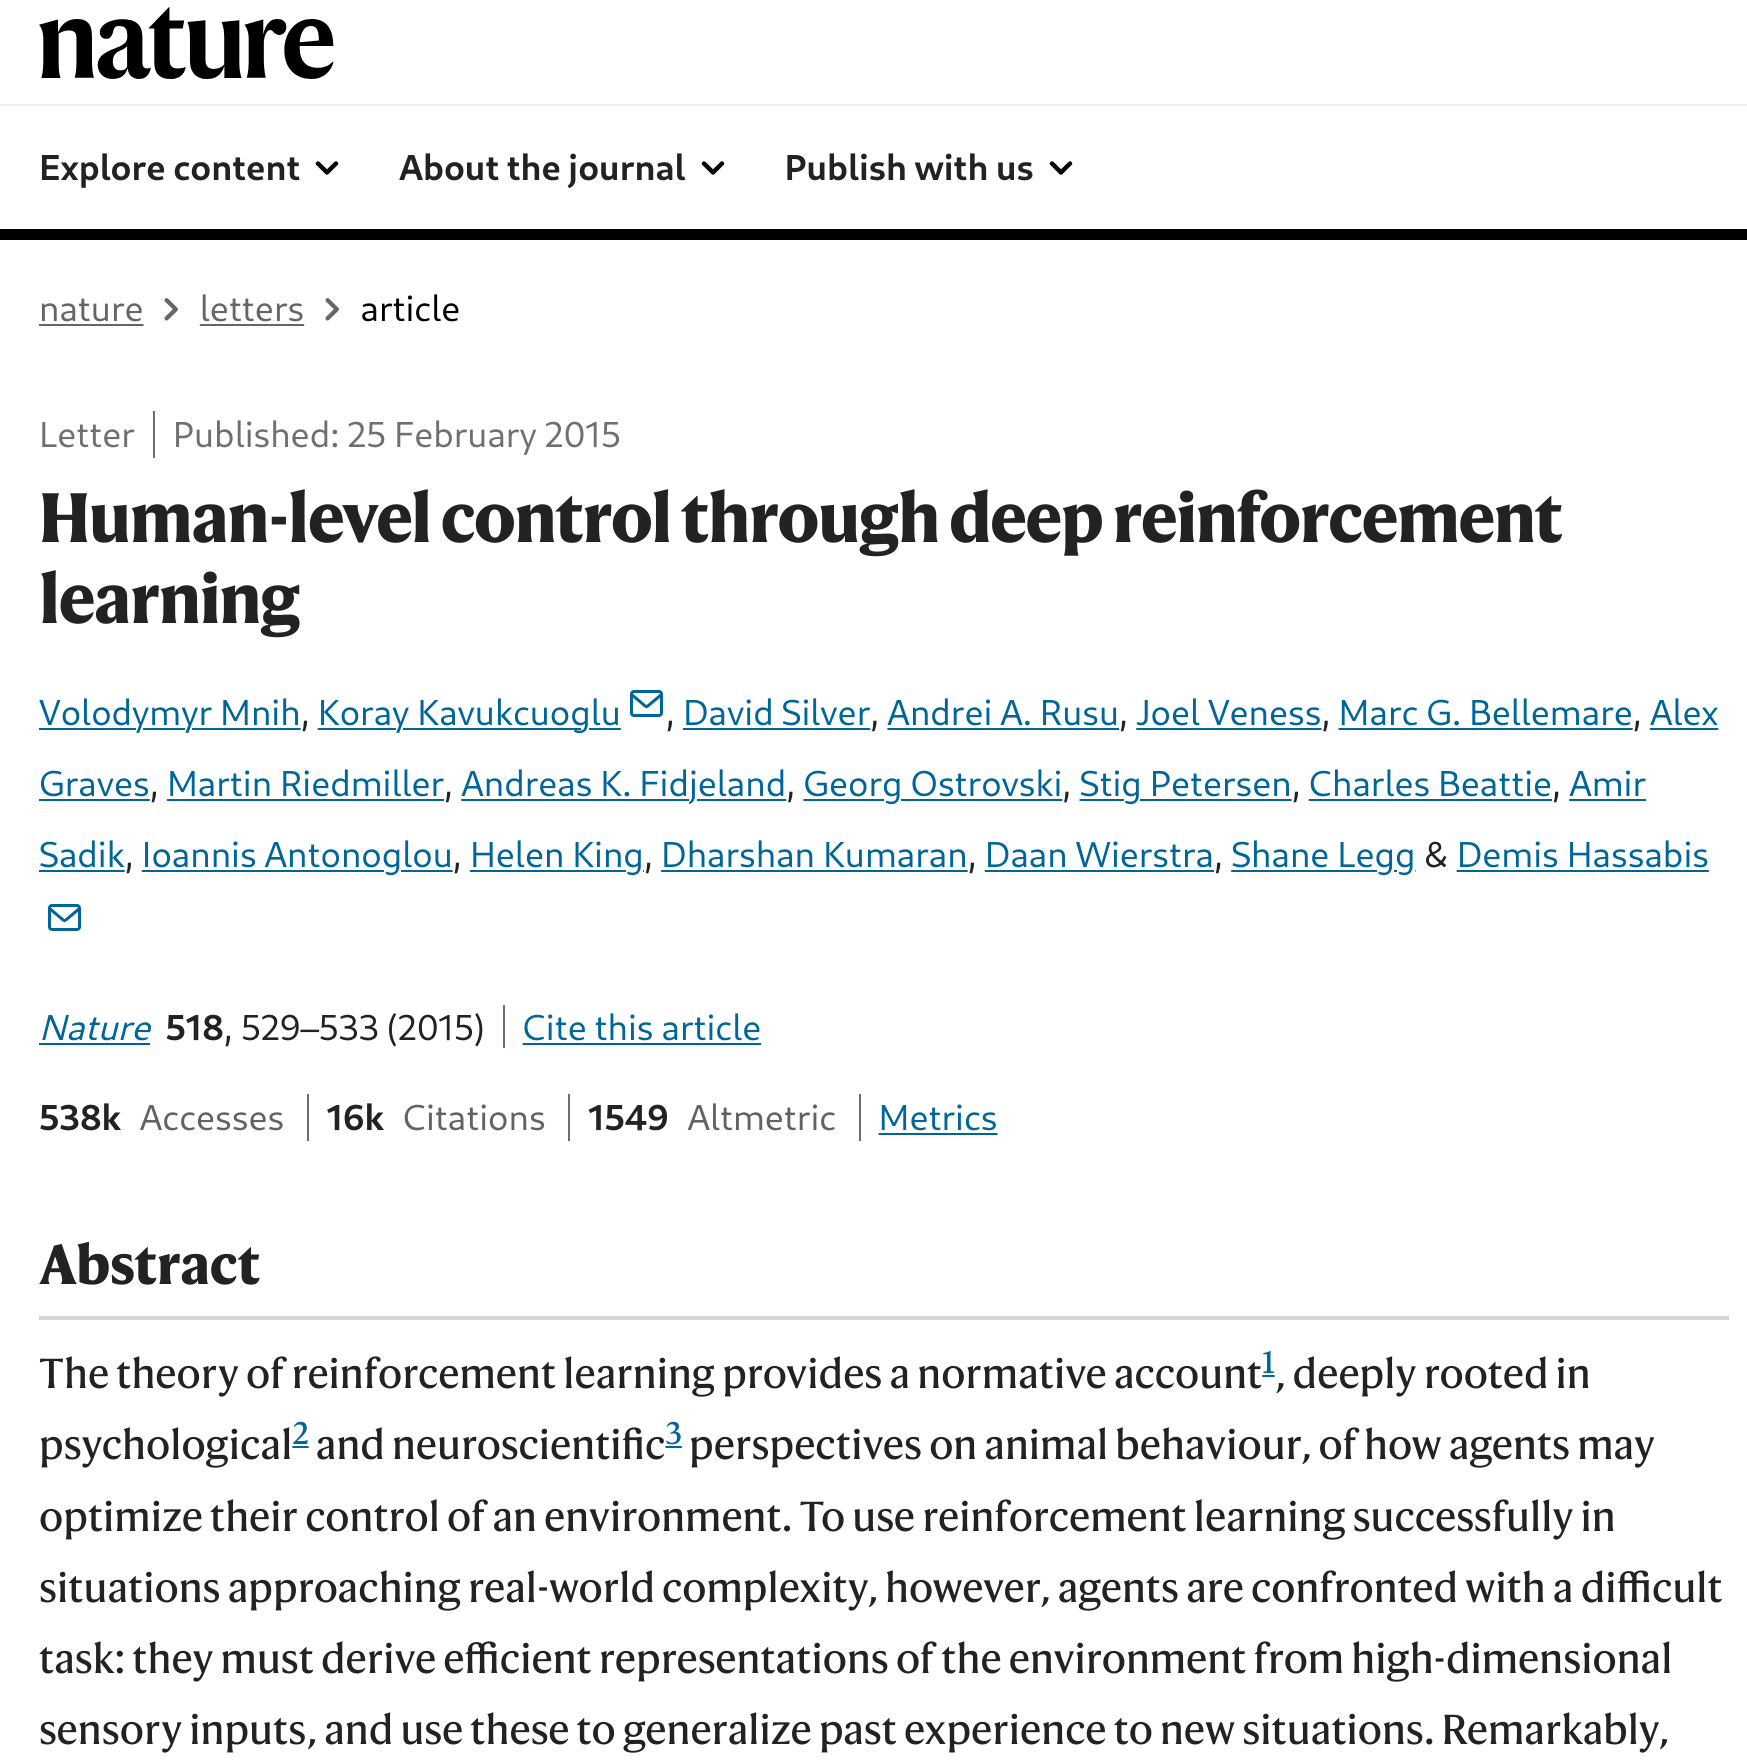 nature
Explore content About the journal Publish with us
nature > letters > article
Letter | Published: 25 February 2015
Human-level control through deep reinforcement
learning
Volodymyr Mnih, Koray Kavukcuoglu, David Silver, Andrei A. Rusu, Joel Veness, Marc G. Bellemare, Alex
Graves, Martin Riedmiller, Andreas K. Fidjeland, Georg Ostrovski, Stig Petersen, Charles Beattie, Amir
Sadik, Ioannis Antonoglou, Helen King, Dharshan Kumaran, Daan Wierstra, Shane Legg & Demis Hassabis
Nature 518, 529–533 (2015) | Cite this article
538k Accesses | 16k Citations | 1549 Altmetric | Metrics
Abstract
The theory of reinforcement learning provides a normative account1, deeply rooted in
psychological2 and neuroscientific3 perspectives on animal behaviour, of how agents may
optimize their control of an environment. To use reinforcement learning successfully in
situations approaching real-world complexity, however, agents are confronted with a difficult
task: they must derive efficient representations of the environment from high-dimensional
sensory inputs, and use these to generalize past experience to new situations. Remarkably,